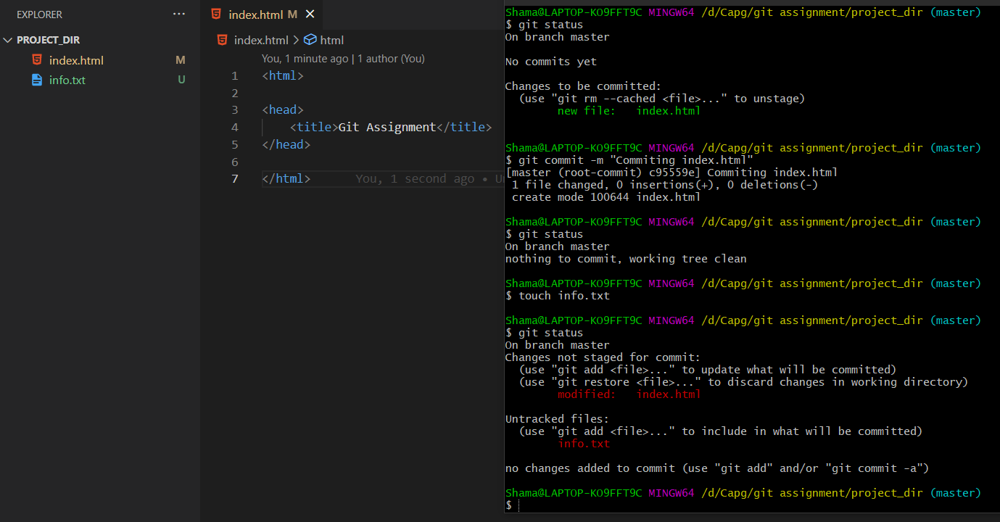 EXPLORER ···
PROJECT_DIR
index.html M
info.txt U
index.html M
index.html > html
You, 1 minute ago | 1 author (You)
1 <html>
2
3 <head>
4 <title>Git Assignment</title>
5 </head>
6
7 </html> You, 1 second ago •
Shama@LAPTOP-KO9FFT9C MINGW64 /d/Capg/git assignment/project_dir (master)
$ git status
On branch master
No commits yet
Changes to be committed:
(use "git rm --cached <file>..." to unstage)
new file: index.html
Shama@LAPTOP-KO9FFT9C MINGW64 /d/Capg/git assignment/project_dir (master)
$ git commit -m "Commiting index.html"
[master (root-commit) c95559e] Commiting index.html
1 file changed, 0 insertions(+), 0 deletions(-)
create mode 100644 index.html
Shama@LAPTOP-KO9FFT9C MINGW64 /d/Capg/git assignment/project_dir (master)
$ git status
On branch master
nothing to commit, working tree clean
Shama@LAPTOP-KO9FFT9C MINGW64 /d/Capg/git assignment/project_dir (master)
$ touch info.txt
Shama@LAPTOP-KO9FFT9C MINGW64 /d/Capg/git assignment/project_dir (master)
$ git status
On branch master
Changes not staged for commit:
(use "git add <file>..." to update what will be committed)
(use "git restore <file>..." to discard changes in working directory)
modified: index.html
Untracked files:
(use "git add <file>..." to include in what will be committed)
info.txt
no changes added to commit (use "git add" and/or "git commit -a")
Shama@LAPTOP-KO9FFT9C MINGW64 /d/Capg/git assignment/project_dir (master)
$